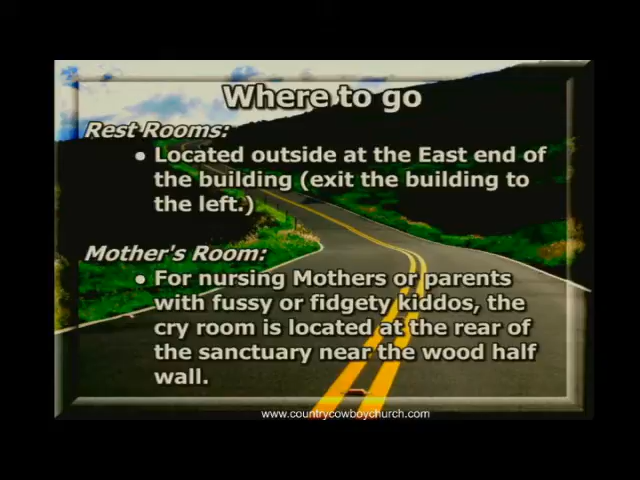 Where to go
Rest Rooms:
• Located outside at the East end of
the building (exit the building to
the left.)
Mother's Room:
• For nursing Mothers or parents
with fussy or fidgety kiddos, the
cry room is located at the rear of
the sanctuary near the wood half
wall.
www.countrycowboychurch.com